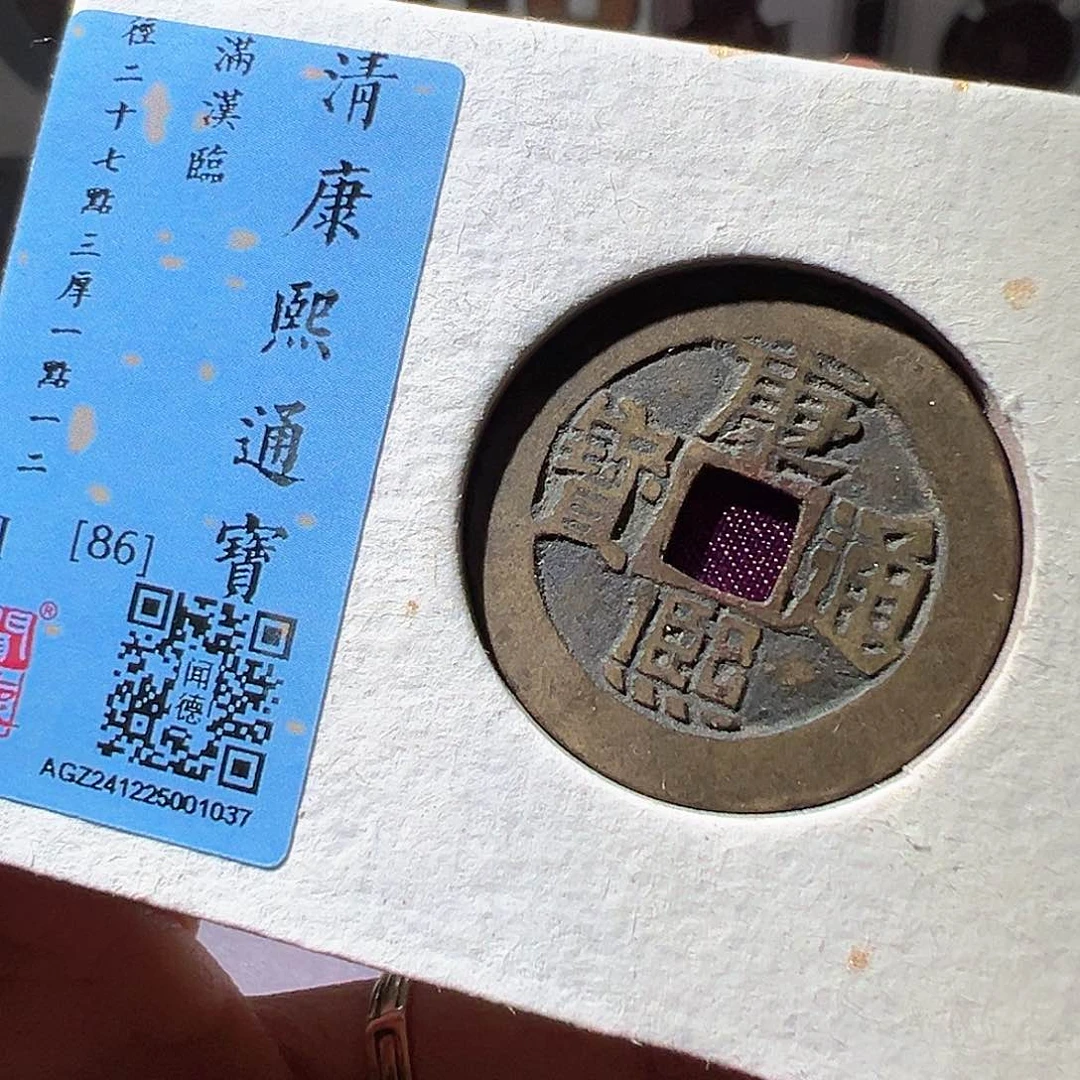 清康熙通寶
滿漢臨
徑二十七點三厚一點一二
[86]
闻德
AGZ241225001037
康熙通寶